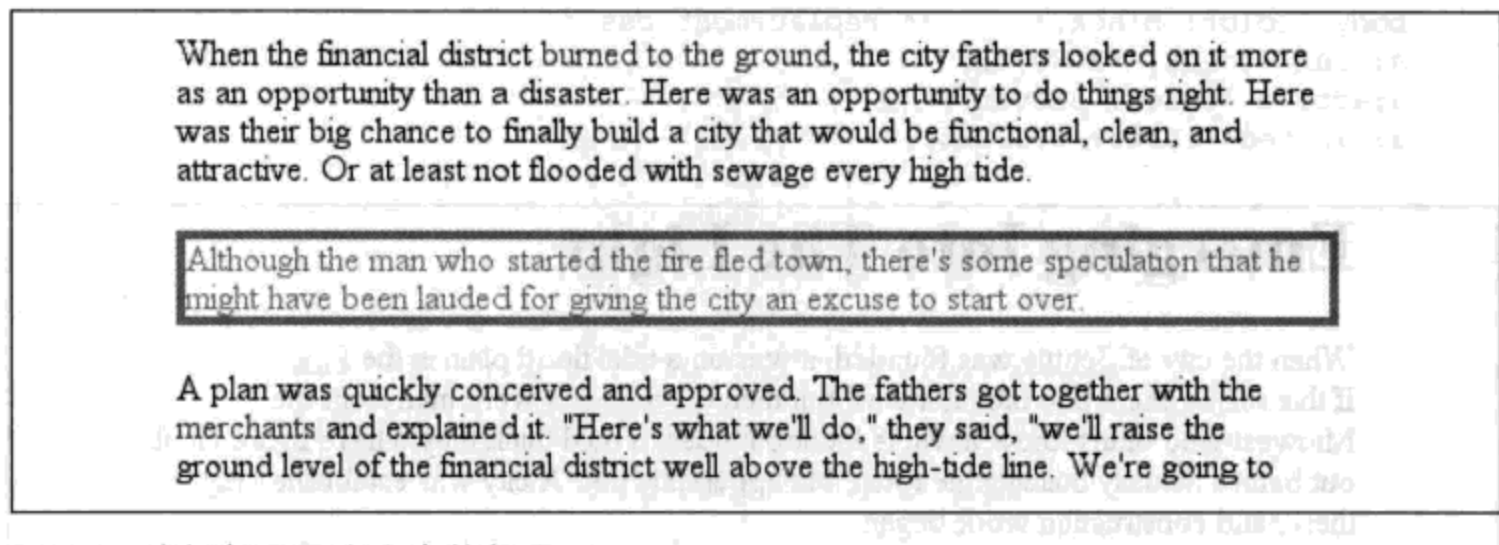 When the financial district burned to the ground, the city fathers looked on it more
as an opportunity than a disaster. Here was an opportunity to do things right. Here
was their big chance to finally build a city that would be functional, clean, and
attractive. Or at least not flooded with sewage every high tide.
Although the man who started the fire fled town, there's some speculation that he
might have been lauded for giving the city an excuse to start over.
A plan was quickly conceived and approved. The fathers got together with the
merchants and explained it. "Here's what we'll do," they said, "we'll raise the
ground level of the financial district well above the high-tide line. We're going to